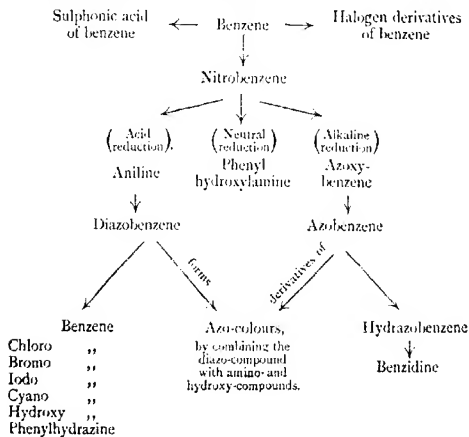 Sulphonic acid
of benzene
Benzene
Halogen derivatives
of benzene
Nitrobenzene
(Acid
reduction).
(Neutral
reduction)
(Alkaline
reduction)
Aniline
Phenyl
hydroxylamine
Azoxy-
benzene
Diazobenzene
Azobenzene
forms
derivatives of
Benzene
Chloro „
Bromo „
Iodo „
Cyano „
Hydroxy „
Phenylhydrazine
Azo-colours,
by combining the
diazo-compound
with amino- and
hydroxy-compounds.
Hydrazobenzene
Benzidine